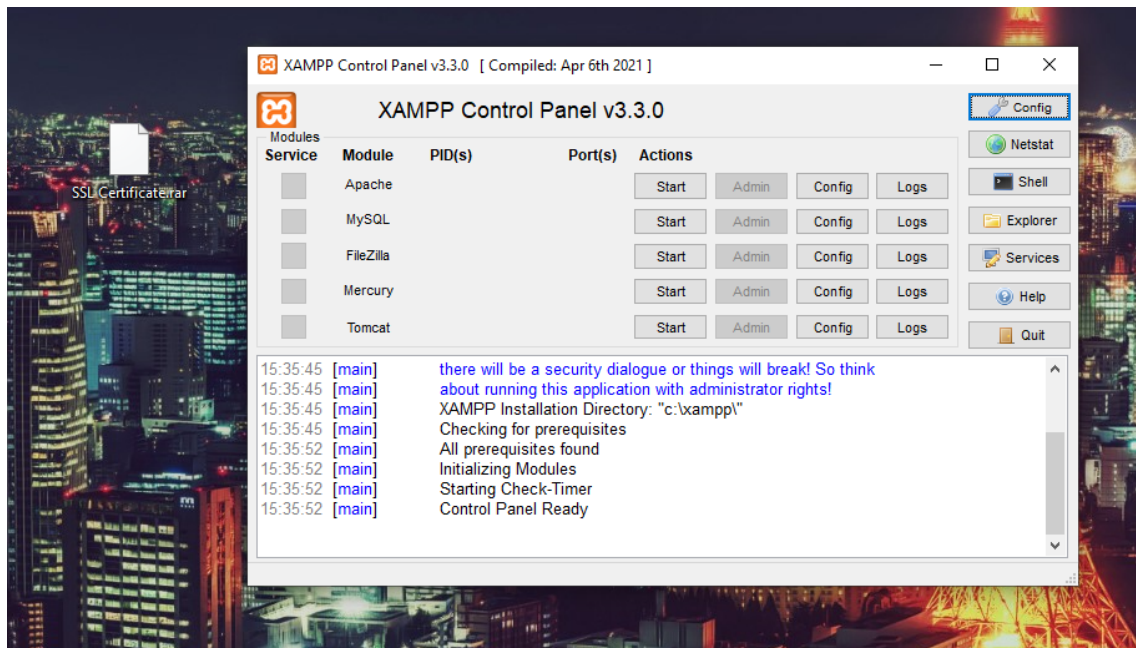 SSL Certificate.rar
XAMPP Control Panel v3.3.0 [ Compiled: Apr 6th 2021 ]
XAMPP Control Panel v3.3.0
Config
Modules
Netstat
Service Module PID(s) Port(s) Actions
Apache Start Admin Config Logs
Shell
MySQL Start Admin Config Logs
Explorer
FileZilla Start Admin Config Logs
Services
Mercury Start Admin Config Logs
Help
Tomcat Start Admin Config Logs
Quit
15:35:45 [main] there will be a security dialogue or things will break! So think
15:35:45 [main] about running this application with administrator rights!
15:35:45 [main] XAMPP Installation Directory: "c:\xampp\"
15:35:45 [main] Checking for prerequisites
15:35:52 [main] All prerequisites found
15:35:52 [main] Initializing Modules
15:35:52 [main] Starting Check-Timer
15:35:52 [main] Control Panel Ready